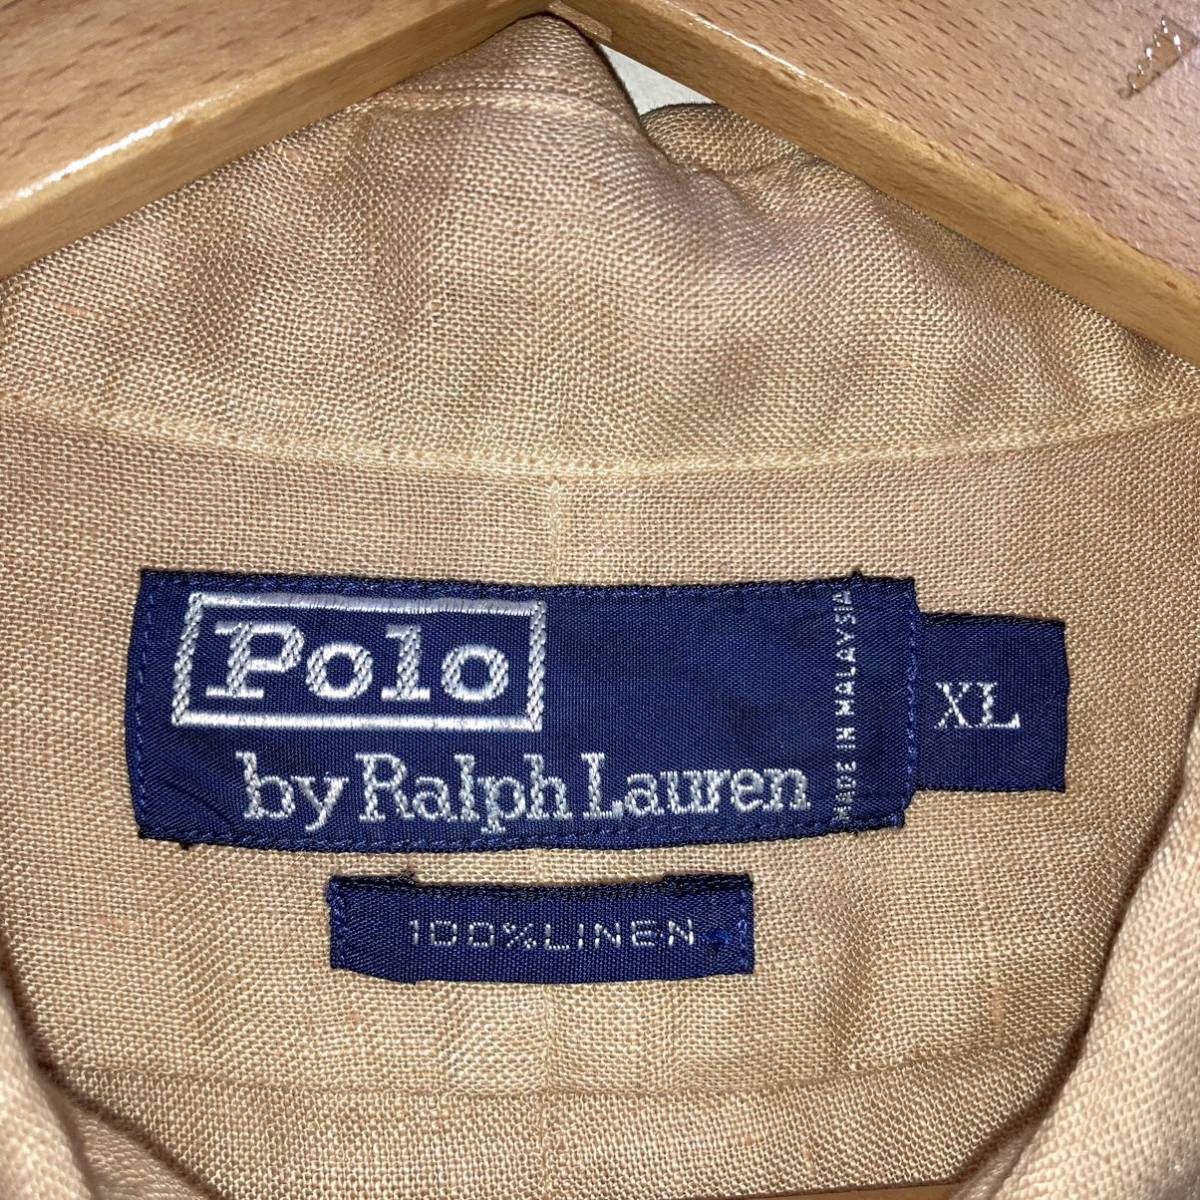 Polo
by Ralph Lauren
MADE IN MALAYSIA
XL
100% LINEN